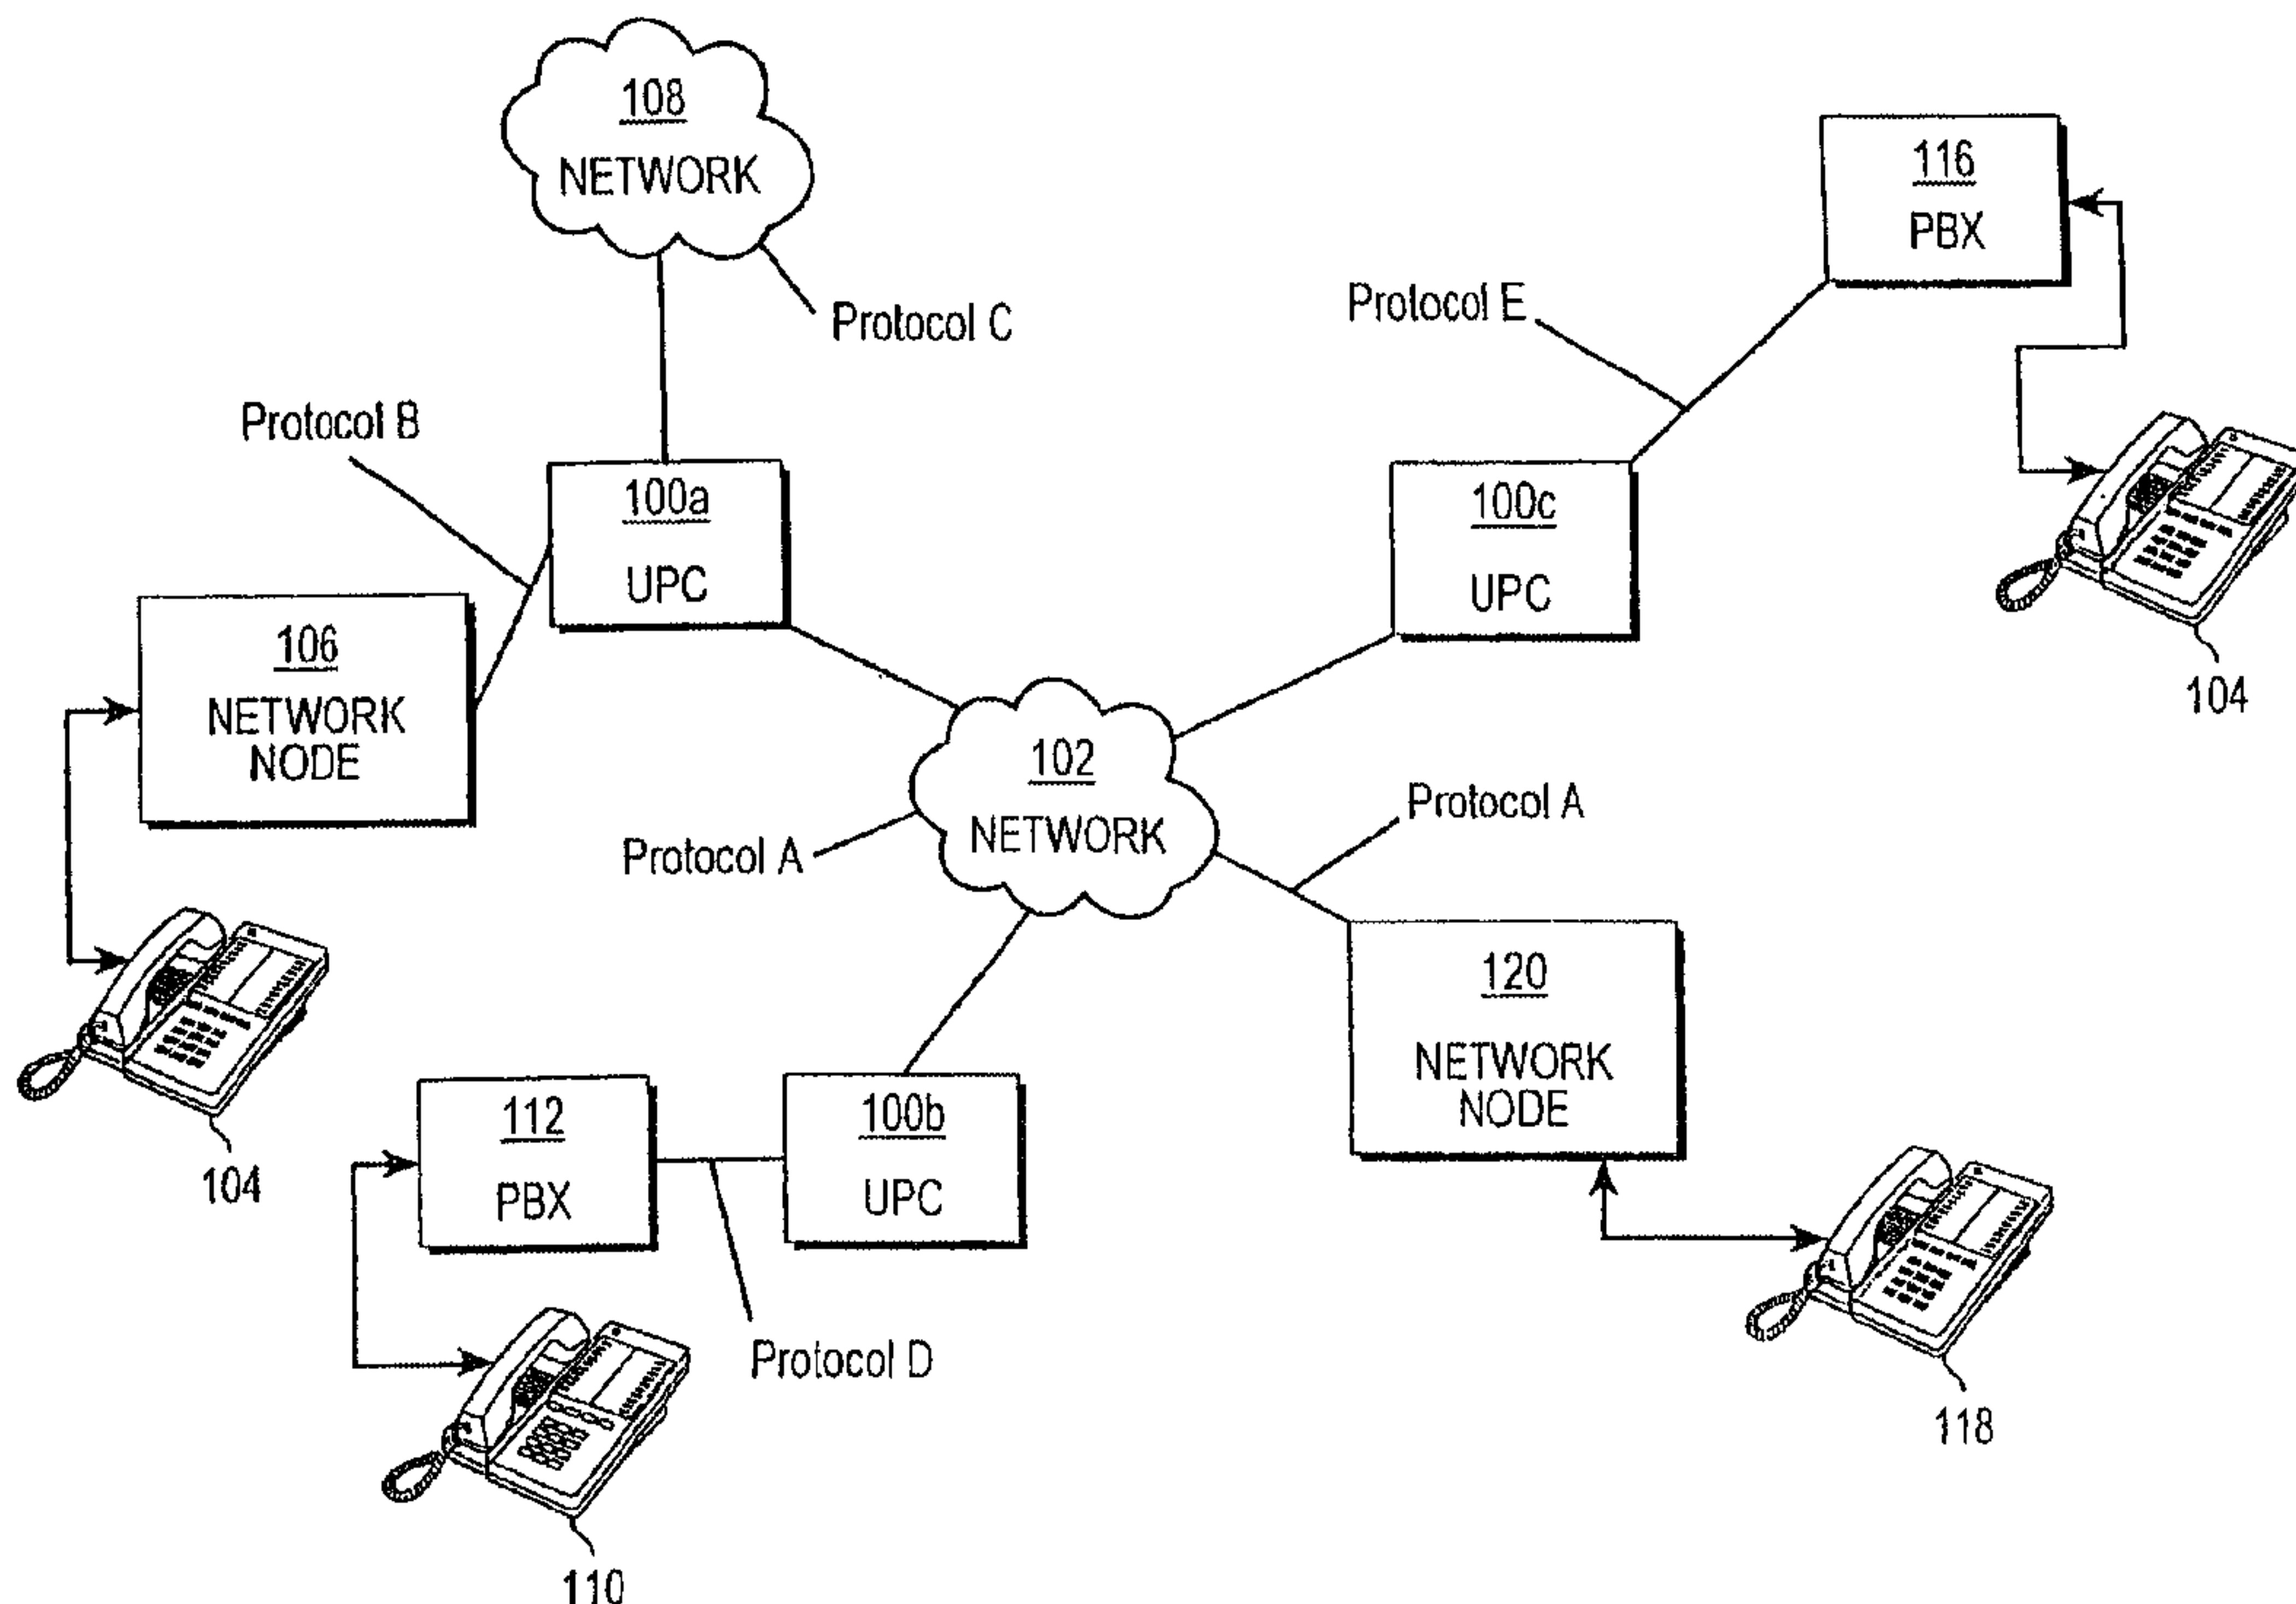 108
NETWORK
Protocol C
116
PBX
Protocol E
Protocol B
100a
UPC
100c
UPC
104
106
NETWORK
NODE
102
NETWORK
Protocol A
Protocol A
104
112
PBX
100b
UPC
120
NETWORK
NODE
Protocol D
110
118